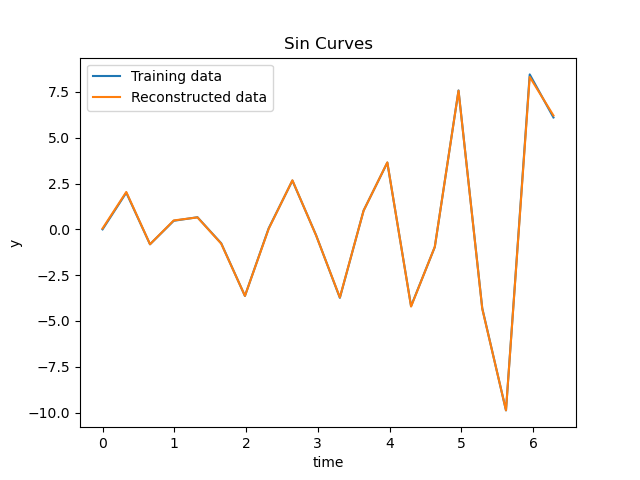 Sin Curves
Training data
Reconstructed data
7.5
5.0
2.5
0.0
−2.5
−5.0
−7.5
−10.0
y
0 1 2 3 4 5 6
time